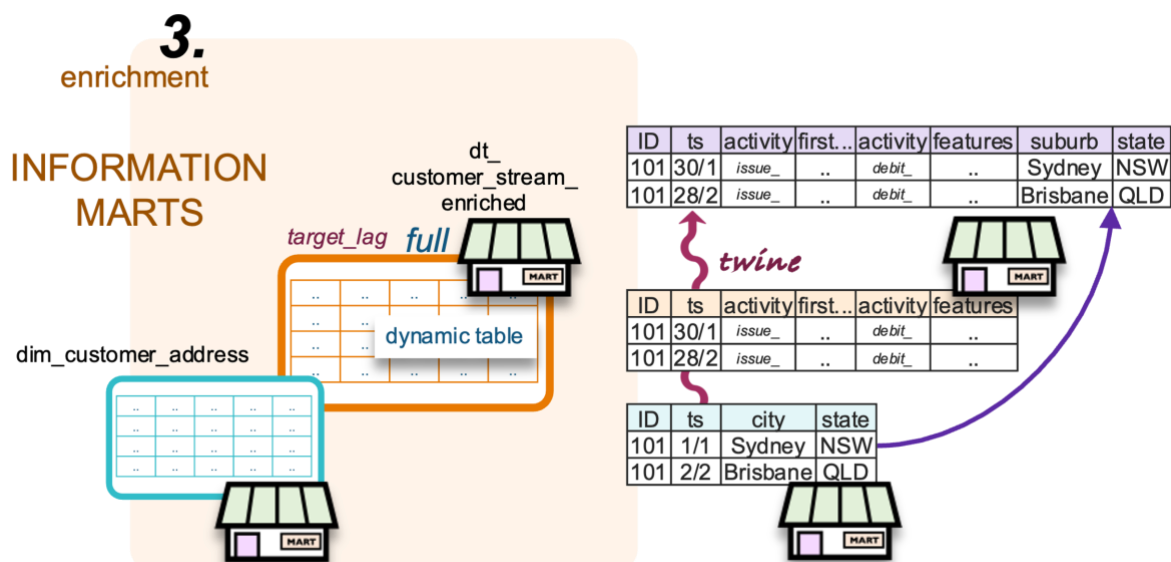 3.
enrichment
INFORMATION
MARTS
dt_
customer_stream_
enriched
target_lag full
MART
.. .. .. .. ..
.. .. .. .. ..
.. .. .. .. ..
.. .. .. .. ..
dynamic table
dim_customer_address
.. .. .. .. ..
.. .. .. .. ..
.. .. .. .. ..
.. .. .. .. ..
MART
ID ts activity first... activity features suburb state
101 30/1 issue_ .. debit_ .. Sydney NSW
101 28/2 issue_ .. debit_ .. Brisbane QLD
twine
MART
ID ts activity first... activity features
101 30/1 issue_ .. debit_ ..
101 28/2 issue_ .. debit_ ..
ID ts city state
101 1/1 Sydney NSW
101 2/2 Brisbane QLD
MART